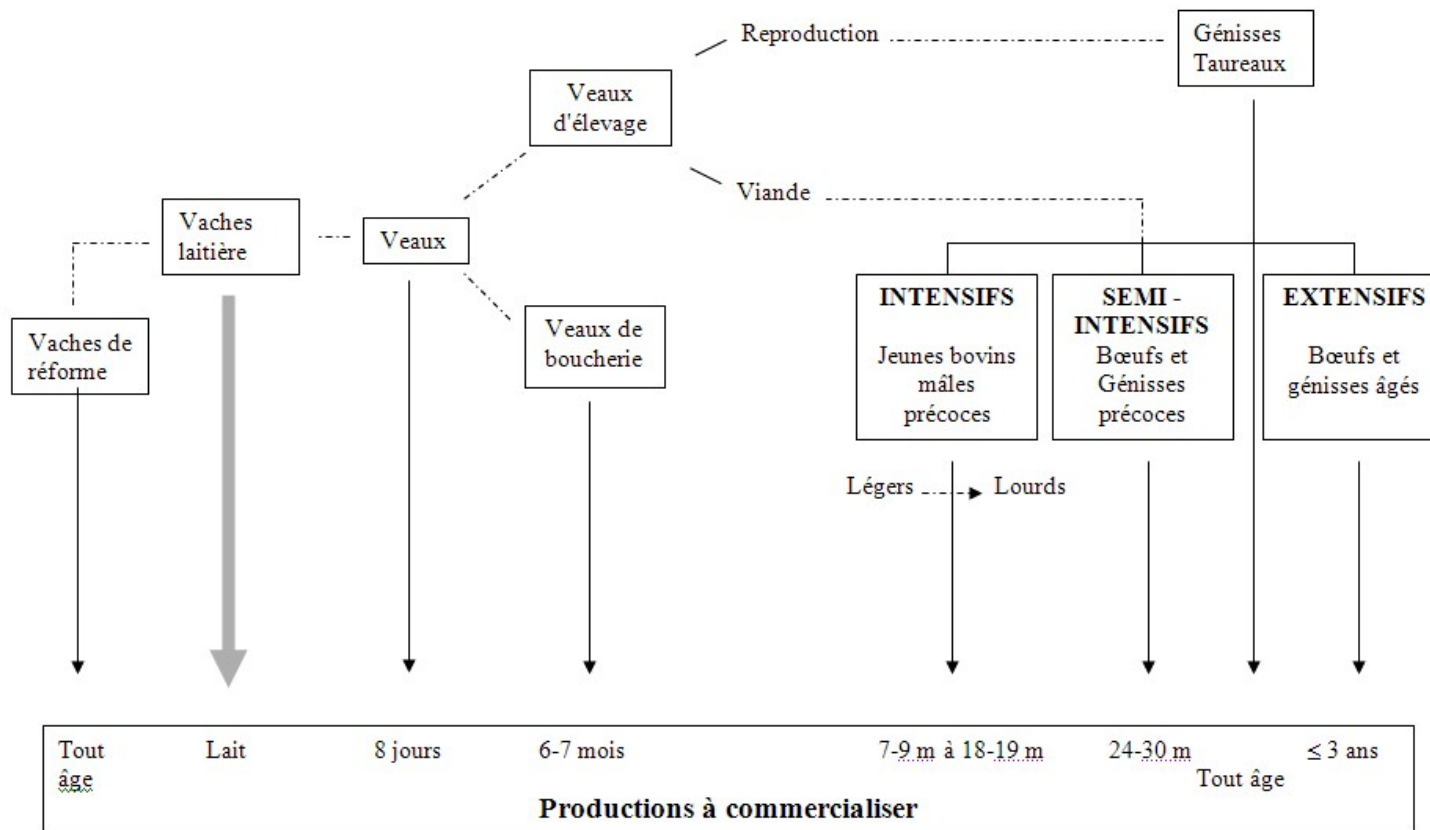 Reproduction
Génisses
Taureaux
Veaux
d'élevage
Viande
Vaches
laitière
Veaux
Vaches de
réforme
Veaux de
boucherie
INTENSIFS
Jeunes bovins
mâles
précoces
SEMI -
INTENSIFS
Bœufs et
Génisses
précoces
EXTENSIFS
Bœufs et
génisses âgés
Légers
Lourds
Tout
âge
Lait
8 jours
6-7 mois
7-9 m à 18-19 m
24-30 m
Tout âge
≤ 3 ans
Productions à commercialiser